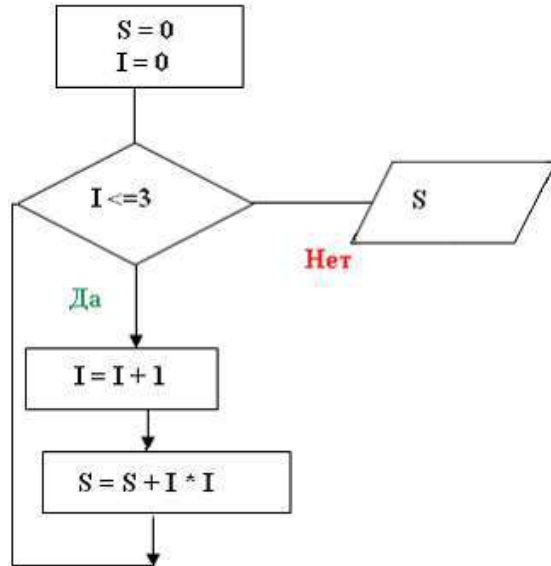 S = 0
I = 0
I <=3
S
Нет
Да
I = I + 1
S = S + I * I